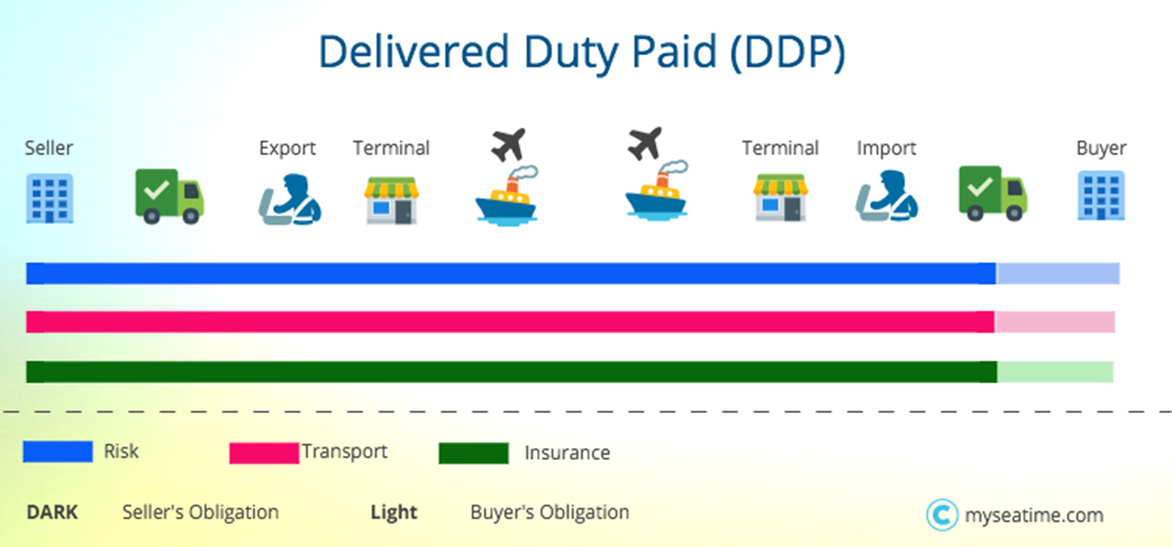 Delivered Duty Paid (DDP)
Seller
Export
Terminal
Terminal
Import
Buyer
Risk
Transport
Insurance
DARK Seller's Obligation
Light Buyer's Obligation
C myseatime.com